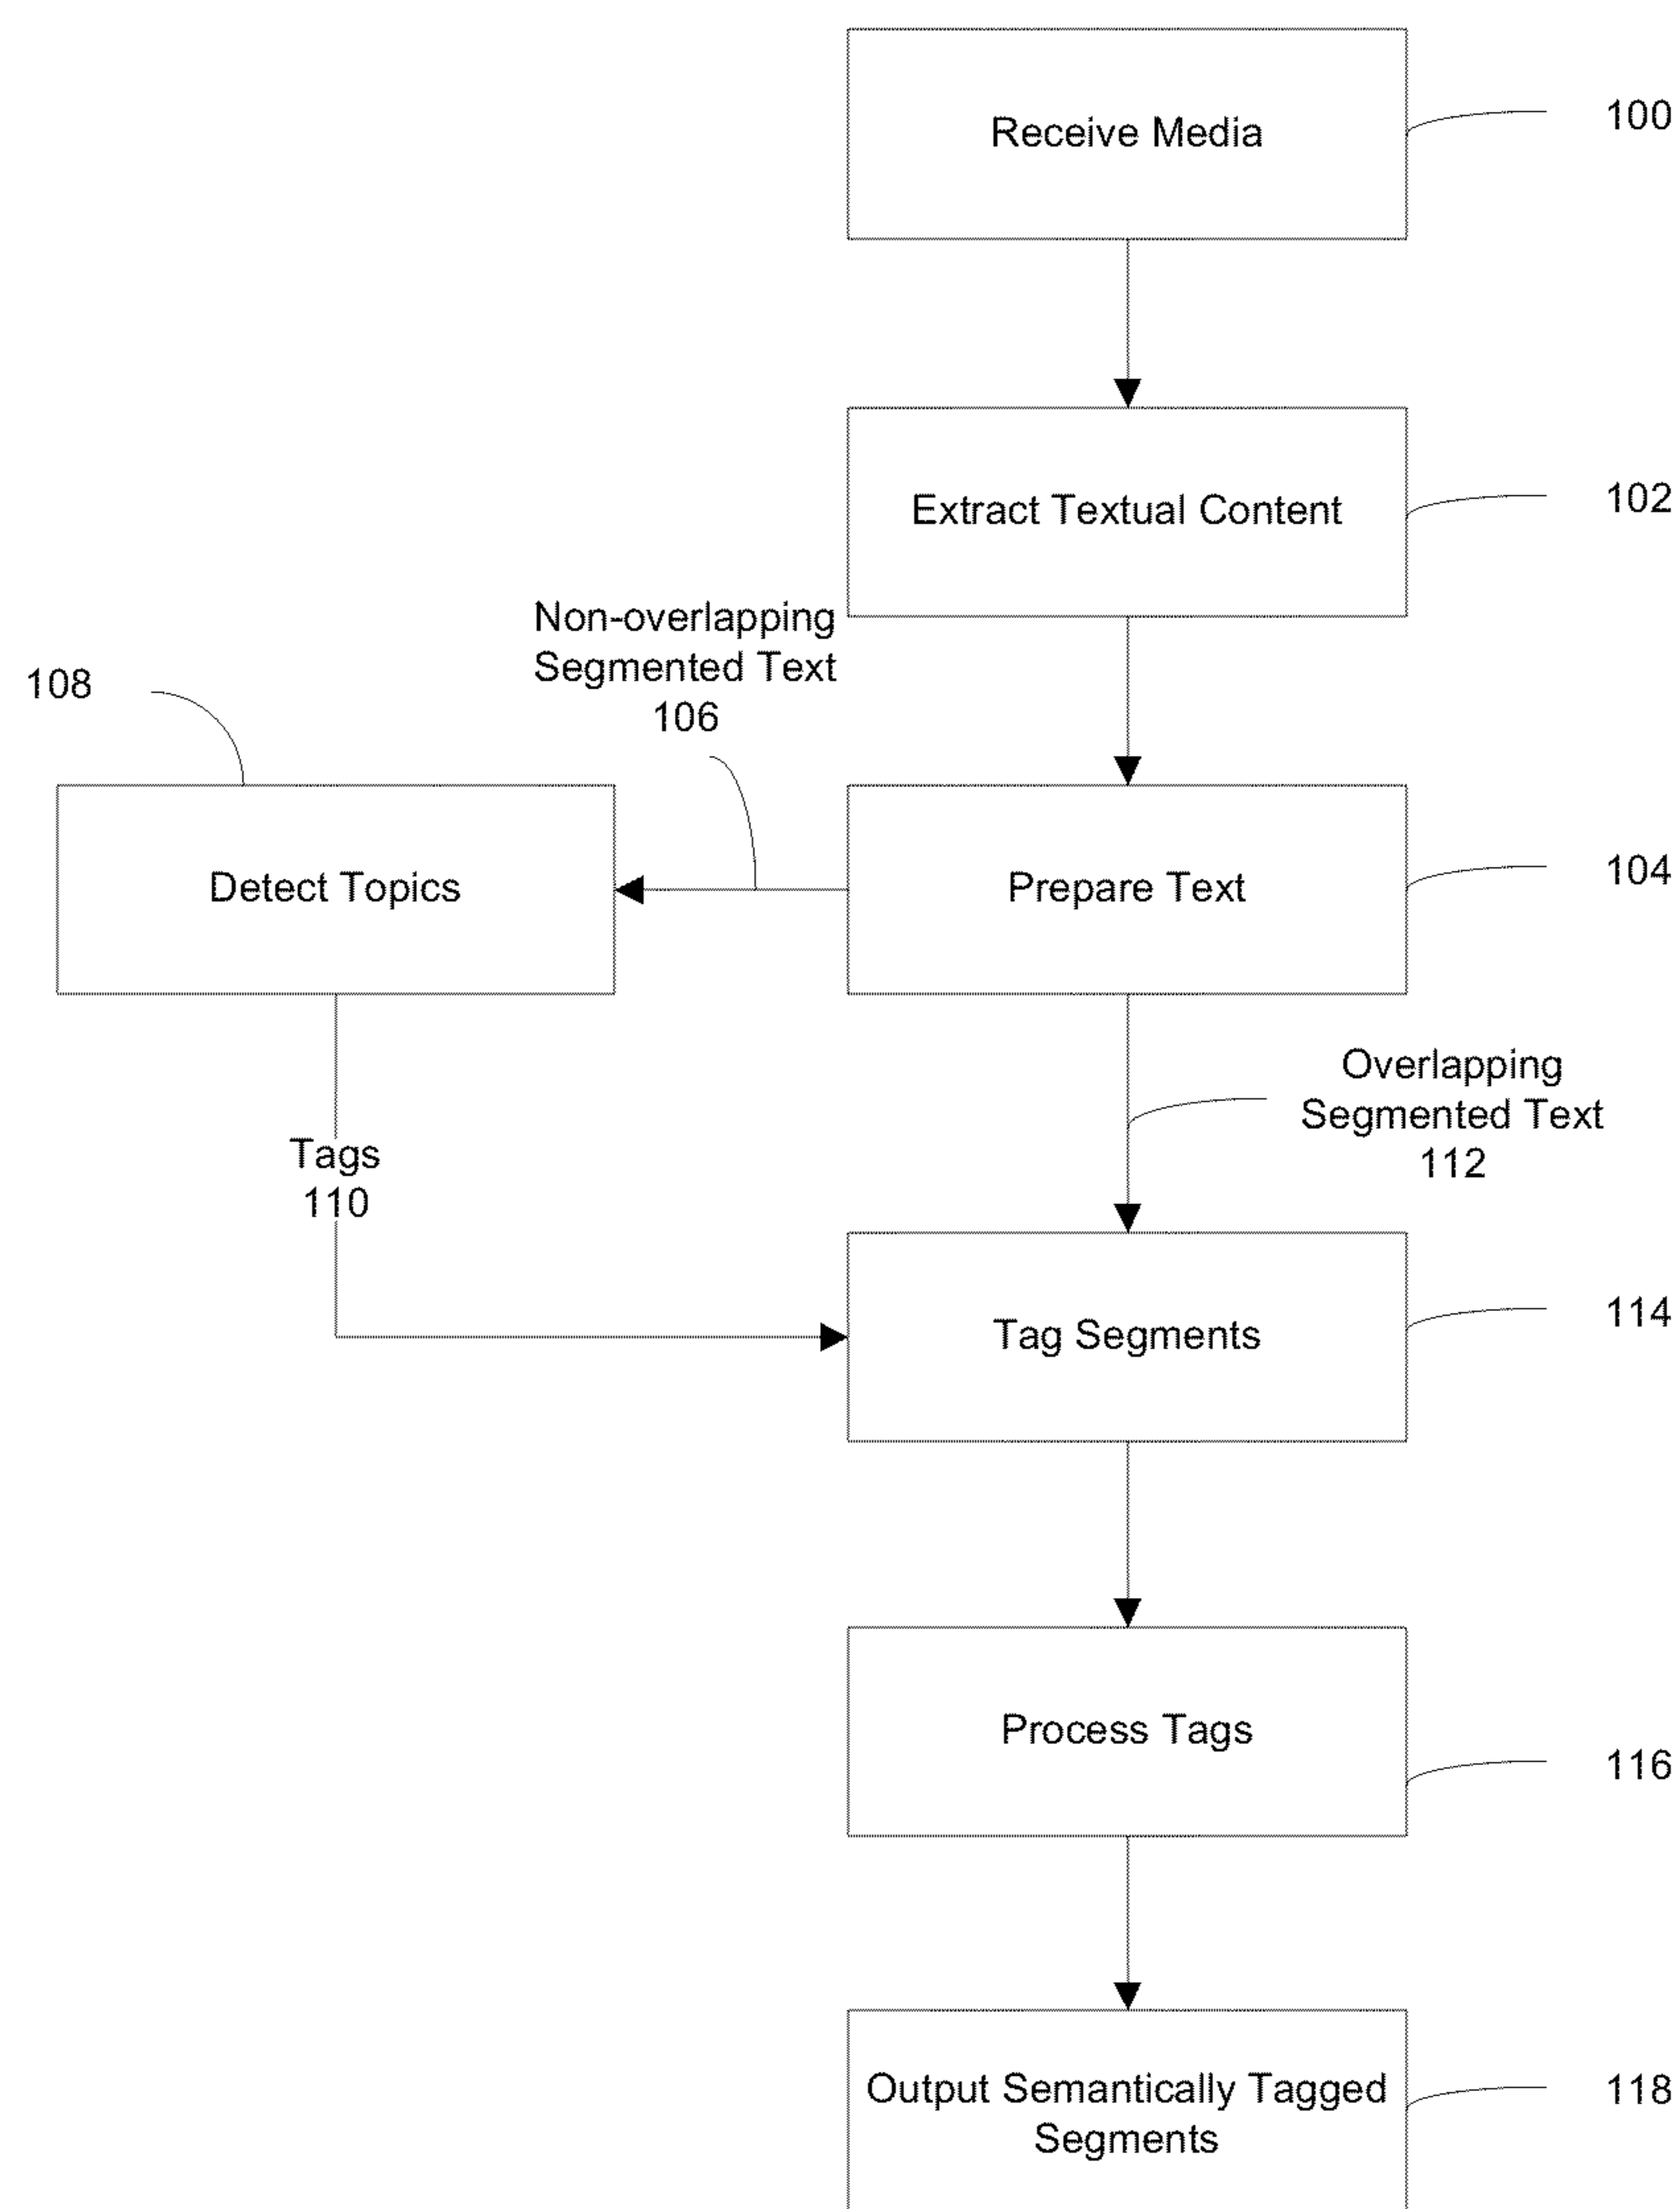 Receive Media
100
Extract Textual Content
102
Non-overlapping
Segmented Text
106
108
Detect Topics
Prepare Text
104
Overlapping
Segmented Text
112
Tags
110
Tag Segments
114
Process Tags
116
Output Semantically Tagged
Segments
118